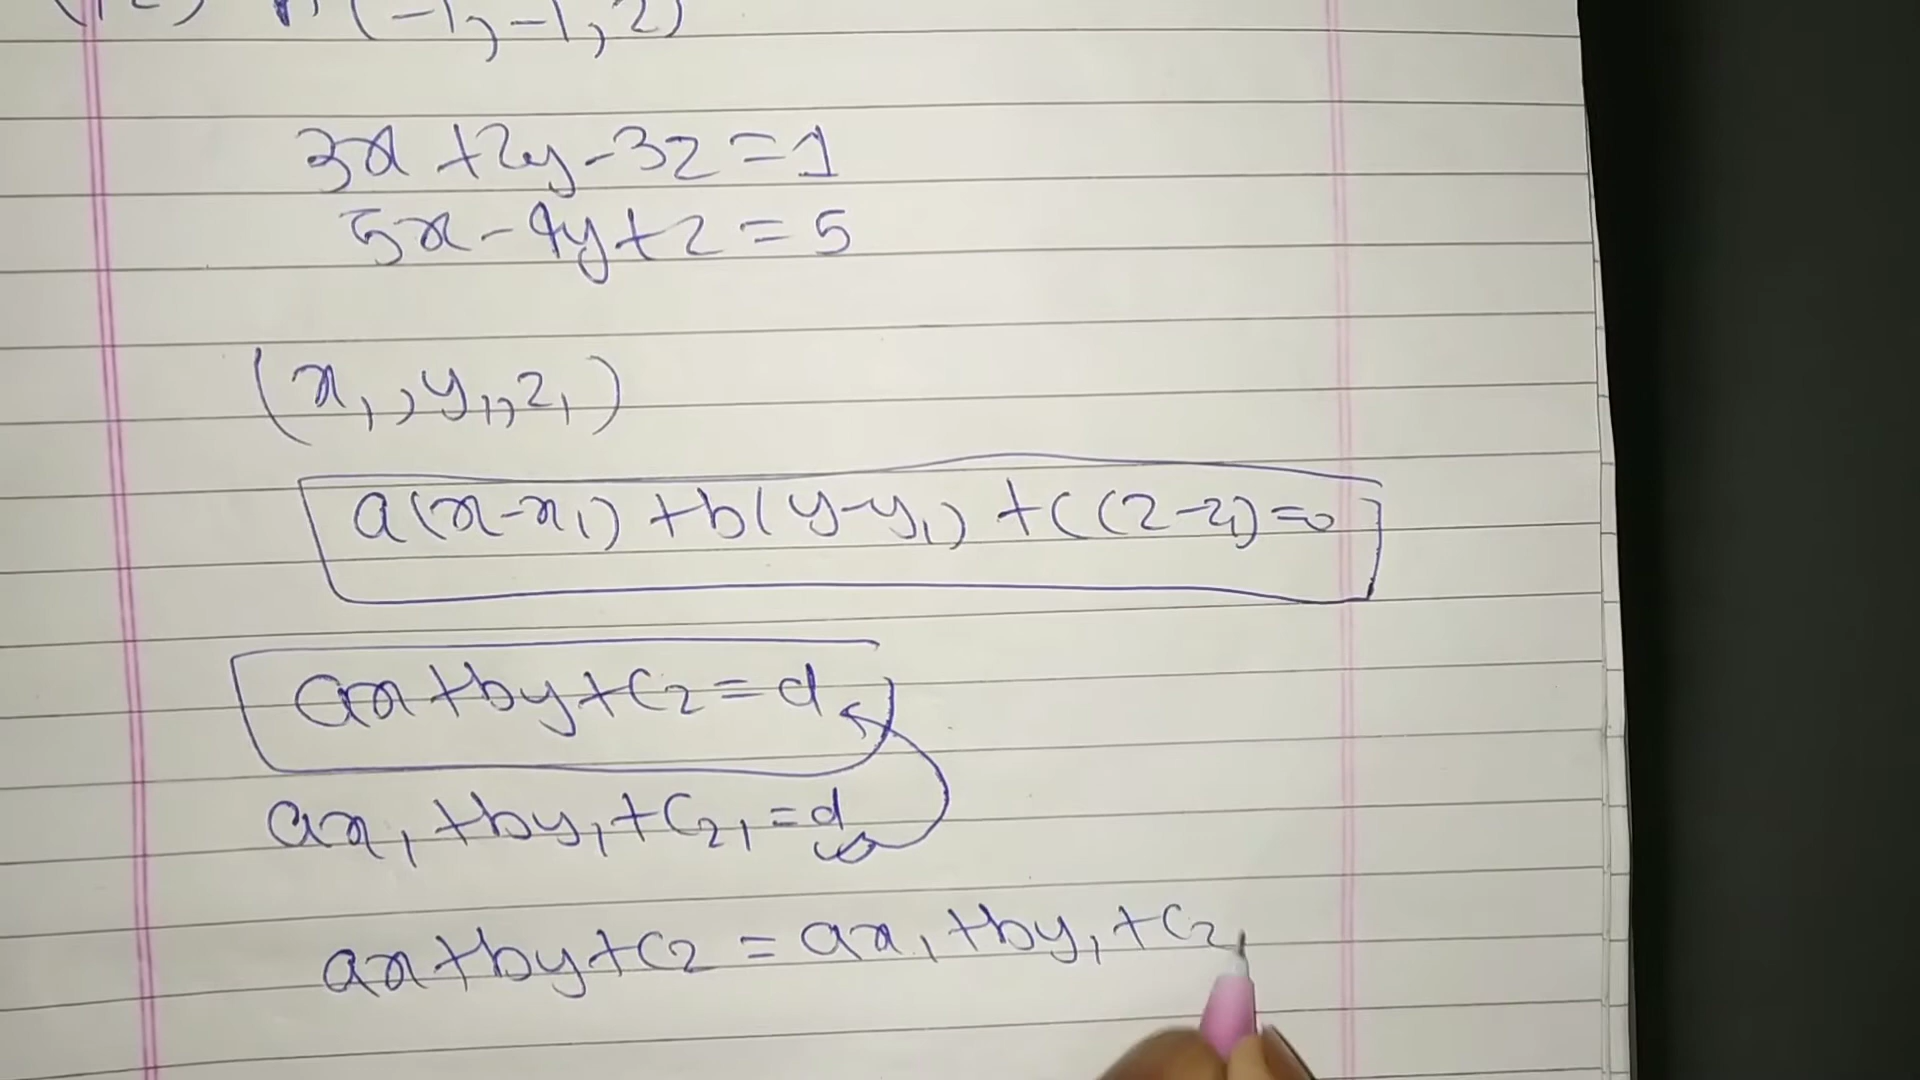 (-1, -1, 2)
3x + 2y - 3z = 1
5x - 4y + z = 5
(x₁, y₁, z₁)
a(x-x₁) + b(y-y₁) + c(z-z₁) = 0
ax + by + cz = d
ax₁ + by₁ + cz₁ = d
ax + by + cz = ax₁ + by₁ + cz₁